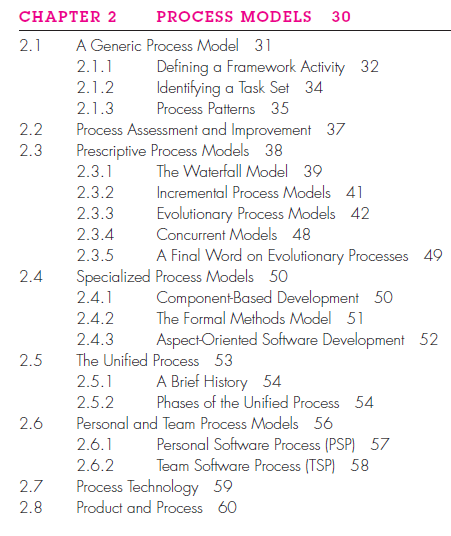 CHAPTER 2 PROCESS MODELS 30
2.1 A Generic Process Model 31
2.1.1 Defining a Framework Activity 32
2.1.2 Identifying a Task Set 34
2.1.3 Process Patterns 35
2.2 Process Assessment and Improvement 37
2.3 Prescriptive Process Models 38
2.3.1 The Waterfall Model 39
2.3.2 Incremental Process Models 41
2.3.3 Evolutionary Process Models 42
2.3.4 Concurrent Models 48
2.3.5 A Final Word on Evolutionary Processes 49
2.4 Specialized Process Models 50
2.4.1 Component-Based Development 50
2.4.2 The Formal Methods Model 51
2.4.3 Aspect-Oriented Software Development 52
2.5 The Unified Process 53
2.5.1 A Brief History 54
2.5.2 Phases of the Unified Process 54
2.6 Personal and Team Process Models 56
2.6.1 Personal Software Process (PSP) 57
2.6.2 Team Software Process (TSP) 58
2.7 Process Technology 59
2.8 Product and Process 60